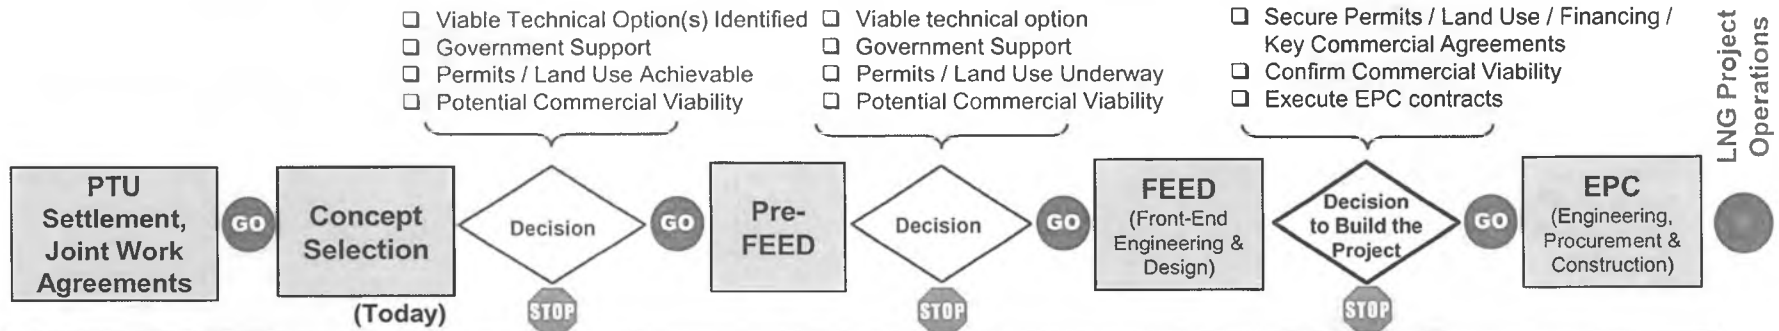 ❑ Viable Technical Option(s) Identified
❑ Government Support
❑ Permits / Land Use Achievable
❑ Potential Commercial Viability
❑ Viable technical option
❑ Government Support
❑ Permits / Land Use Underway
❑ Potential Commercial Viability
❑ Secure Permits / Land Use / Financing /
Key Commercial Agreements
❑ Confirm Commercial Viability
❑ Execute EPC contracts
LNG Project
Operations
PTU
Settlement,
Joint Work
Agreements
GO
Concept
Selection
(Today)
Decision
STOP
GO
Pre-
FEED
Decision
STOP
GO
FEED
(Front-End
Engineering &
Design)
Decision
to Build the
Project
STOP
GO
EPC
(Engineering,
Procurement &
Construction)